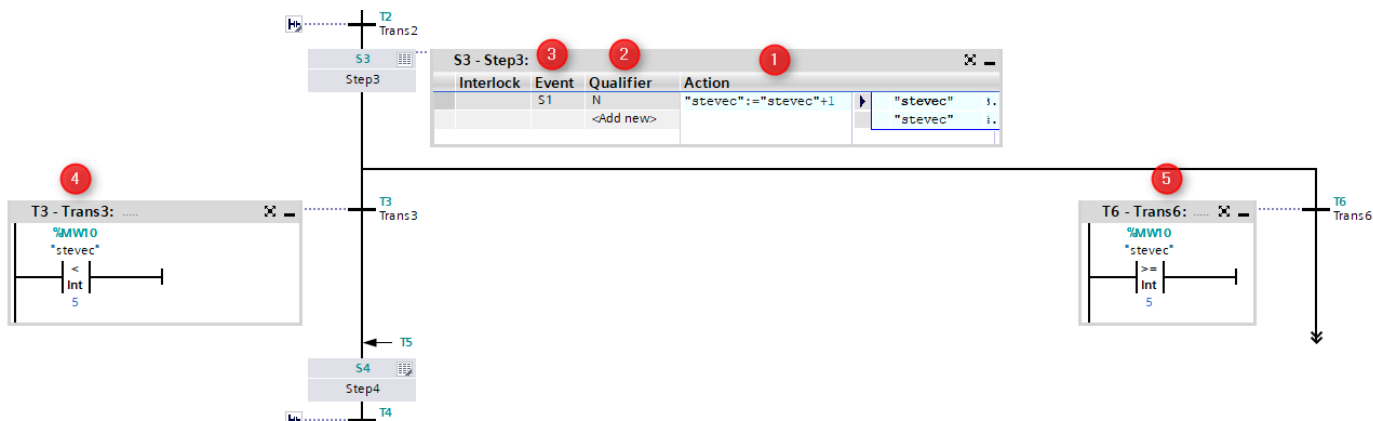 T2
Trans2
S3
Step3
S3 - Step3:
3
2
1
Interlock Event Qualifier Action
S1 N "stevec":="stevec"+1 "stevec"
<Add new> "stevec"
4
5
T3 - Trans3: .....
T3
Trans3
T6 - Trans6: .....
T6
Trans6
%MW10
"stevec"
<
Int
5
%MW10
"stevec"
>=
Int
5
T5
S4
Step4
T4